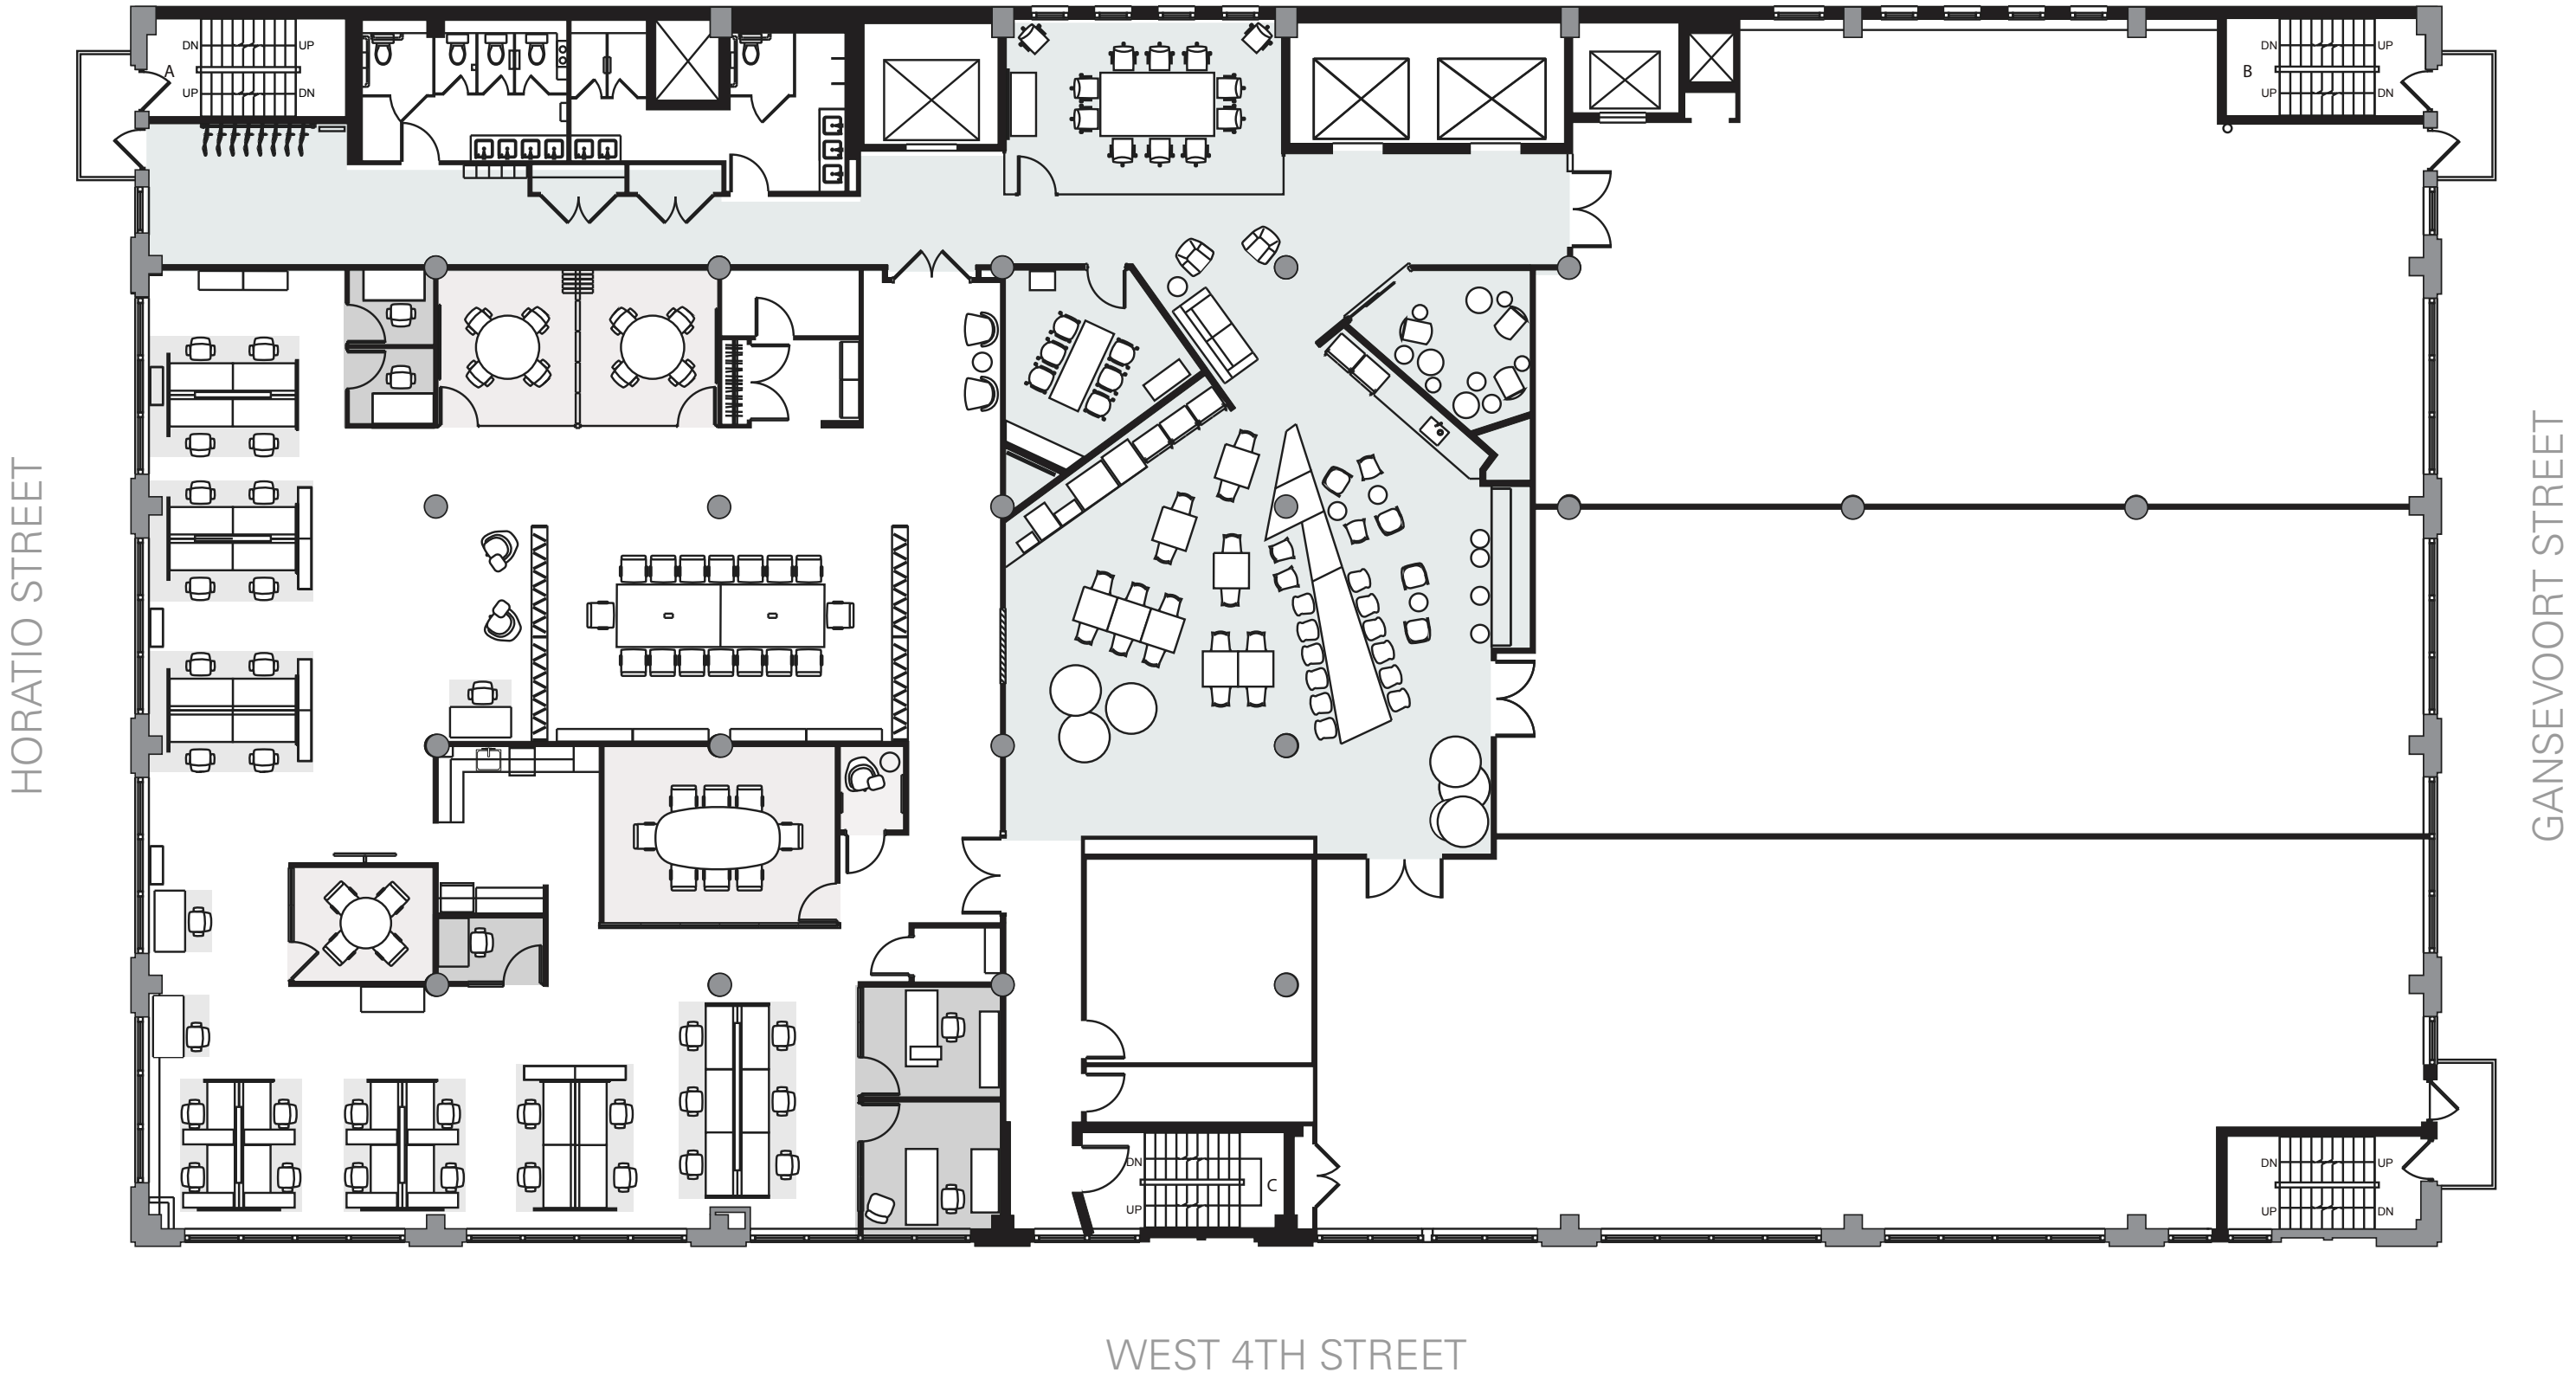 DN UP
A
UP DN
DN UP
B
UP DN
HORATIO STREET
GANSEVOORT STREET
DN
C
UP
DN UP
UP DN
WEST 4TH STREET